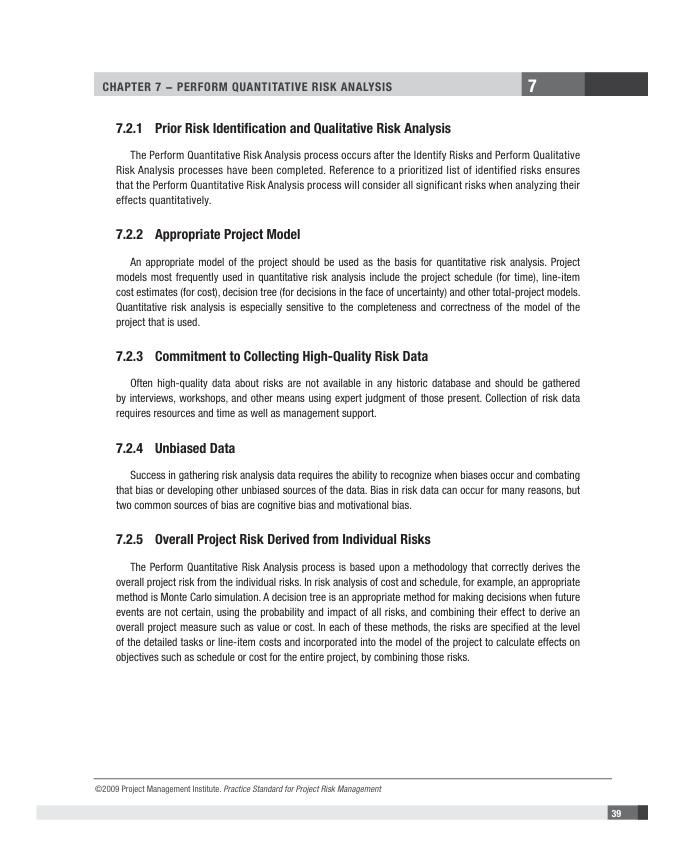 CHAPTER 7 − PERFORM QUANTITATIVE RISK ANALYSIS
7
7.2.1 Prior Risk Identification and Qualitative Risk Analysis
The Perform Quantitative Risk Analysis process occurs after the Identify Risks and Perform Qualitative
Risk Analysis processes have been completed. Reference to a prioritized list of identified risks ensures
that the Perform Quantitative Risk Analysis process will consider all significant risks when analyzing their
effects quantitatively.
7.2.2 Appropriate Project Model
An appropriate model of the project should be used as the basis for quantitative risk analysis. Project
models most frequently used in quantitative risk analysis include the project schedule (for time), line-item
cost estimates (for cost), decision tree (for decisions in the face of uncertainty) and other total-project models.
Quantitative risk analysis is especially sensitive to the completeness and correctness of the model of the
project that is used.
7.2.3 Commitment to Collecting High-Quality Risk Data
Often high-quality data about risks are not available in any historic database and should be gathered
by interviews, workshops, and other means using expert judgment of those present. Collection of risk data
requires resources and time as well as management support.
7.2.4 Unbiased Data
Success in gathering risk analysis data requires the ability to recognize when biases occur and combating
that bias or developing other unbiased sources of the data. Bias in risk data can occur for many reasons, but
two common sources of bias are cognitive bias and motivational bias.
7.2.5 Overall Project Risk Derived from Individual Risks
The Perform Quantitative Risk Analysis process is based upon a methodology that correctly derives the
overall project risk from the individual risks. In risk analysis of cost and schedule, for example, an appropriate
method is Monte Carlo simulation. A decision tree is an appropriate method for making decisions when future
events are not certain, using the probability and impact of all risks, and combining their effect to derive an
overall project measure such as value or cost. In each of these methods, the risks are specified at the level
of the detailed tasks or line-item costs and incorporated into the model of the project to calculate effects on
objectives such as schedule or cost for the entire project, by combining those risks.
©2009 Project Management Institute. Practice Standard for Project Risk Management
39